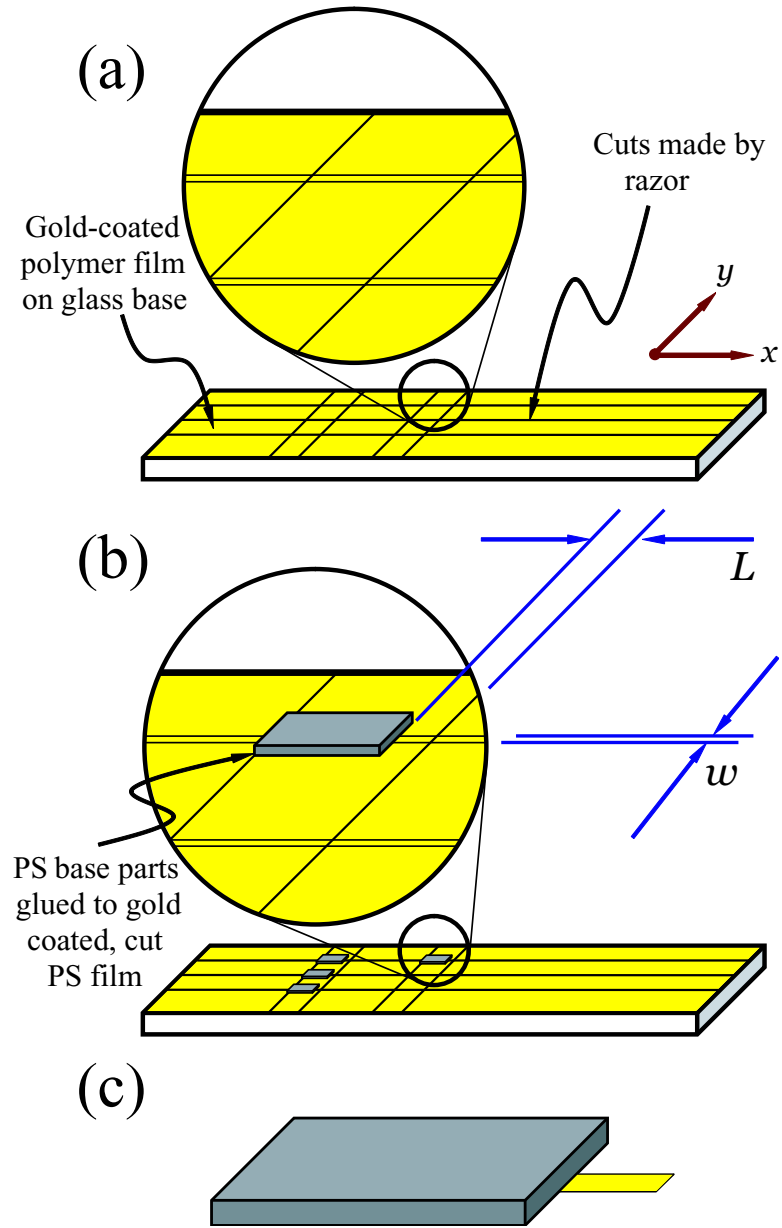 (a)
Cuts made by
razor
Gold-coated
polymer film
on glass base
y
x
(b)
L
w
PS base parts
glued to gold
coated, cut
PS film
(c)